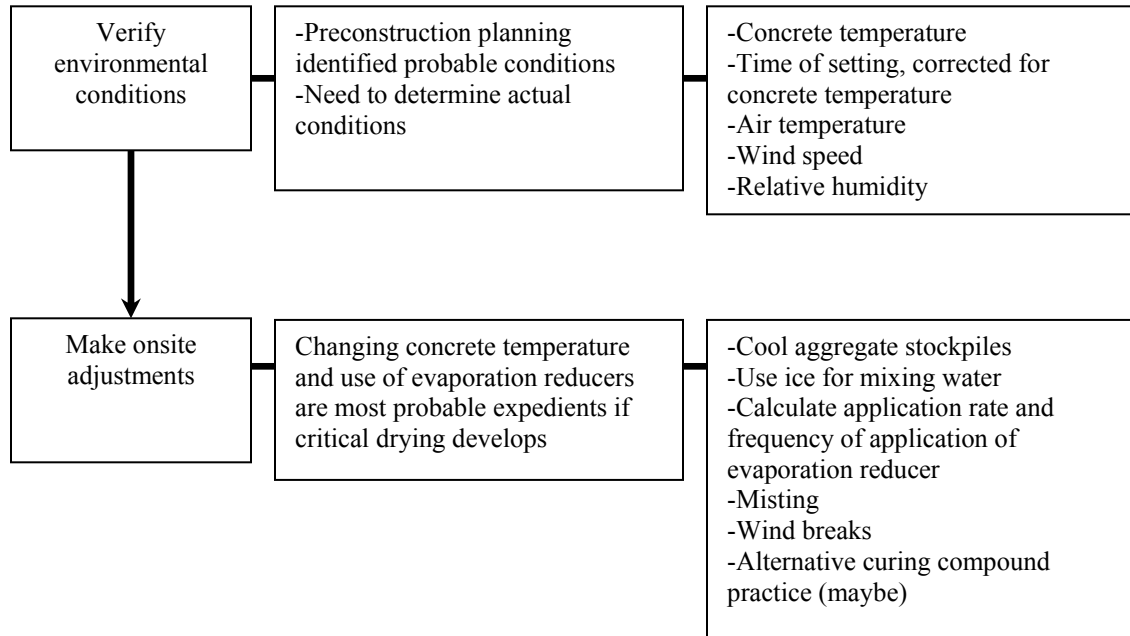 Verify
environmental
conditions
-Preconstruction planning
identified probable conditions
-Need to determine actual
conditions
-Concrete temperature
-Time of setting, corrected for
concrete temperature
-Air temperature
-Wind speed
-Relative humidity
Make onsite
adjustments
Changing concrete temperature
and use of evaporation reducers
are most probable expedients if
critical drying develops
-Cool aggregate stockpiles
-Use ice for mixing water
-Calculate application rate and
frequency of application of
evaporation reducer
-Misting
-Wind breaks
-Alternative curing compound
practice (maybe)